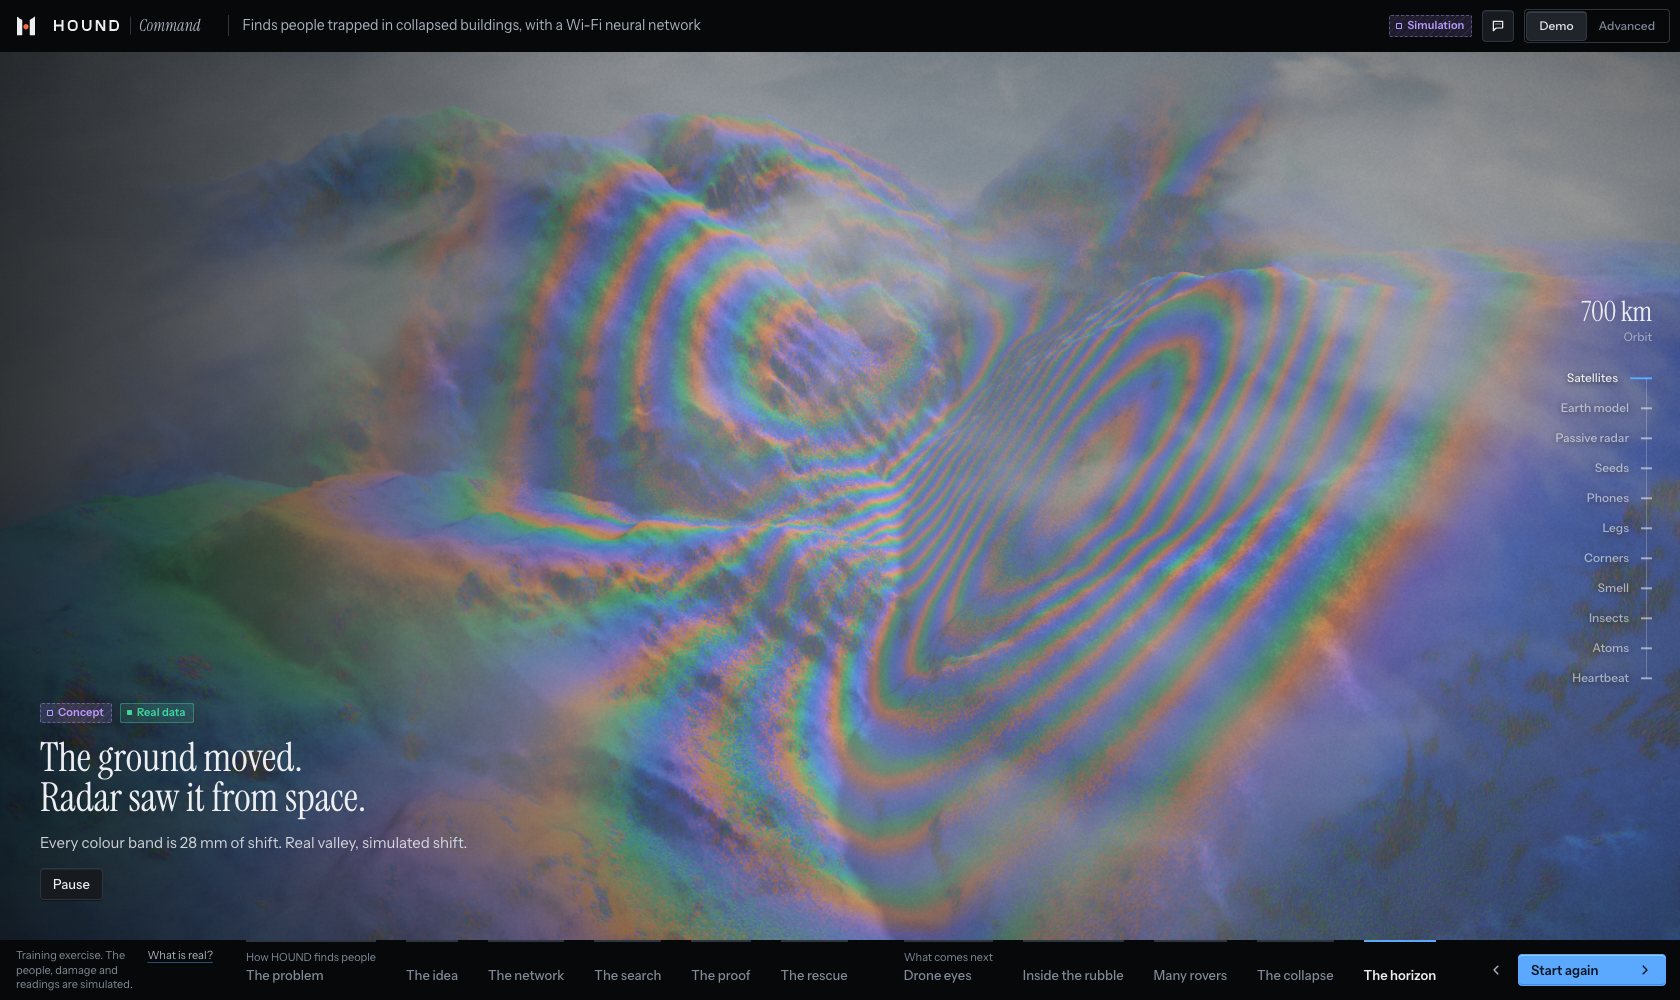 HOUND Command
Finds people trapped in collapsed buildings, with a Wi-Fi neural network
Simulation
Demo
Advanced
700 km
Orbit
Satellites
Earth model
Passive radar
Seeds
Phones
Legs
Corners
Smell
Insects
Atoms
Heartbeat
Concept
Real data
The ground moved.
Radar saw it from space.
Every colour band is 28 mm of shift. Real valley, simulated shift.
Pause
Training exercise. The
people, damage and
readings are simulated.
What is real?
How HOUND finds people
The problem
The idea
The network
The search
The proof
The rescue
What comes next
Drone eyes
Inside the rubble
Many rovers
The collapse
The horizon
Start again